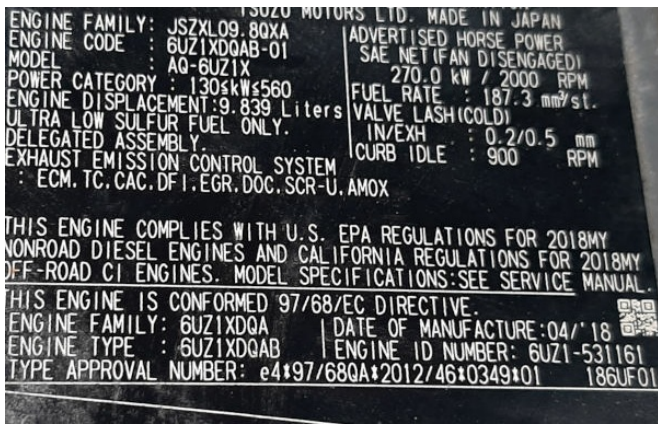 ISUZU MOTORS LTD. MADE IN JAPAN
ENGINE FAMILY: JSZXL09.8QXA
ENGINE CODE : 6UZ1XDQAB-01
MODEL : AQ-6UZ1X
POWER CATEGORY : 130≤kW≤560
ENGINE DISPLACEMENT:9.839 Liters
ULTRA LOW SULFUR FUEL ONLY.
DELEGATED ASSEMBLY.
EXHAUST EMISSION CONTROL SYSTEM
: ECM.TC.CAC.DFI.EGR.DOC.SCR-U.AMOX
ADVERTISED HORSE POWER
SAE NET(FAN DISENGAGED)
270.0 kW / 2000 RPM
FUEL RATE : 187.3 mm³/st.
VALVE LASH(COLD)
IN/EXH : 0.2/0.5 mm
CURB IDLE : 900 RPM
THIS ENGINE COMPLIES WITH U.S. EPA REGULATIONS FOR 2018MY
NONROAD DIESEL ENGINES AND CALIFORNIA REGULATIONS FOR 2018MY
OFF-ROAD CI ENGINES. MODEL SPECIFICATIONS:SEE SERVICE MANUAL.
THIS ENGINE IS CONFORMED 97/68/EC DIRECTIVE.
ENGINE FAMILY: 6UZ1XDQA
ENGINE TYPE : 6UZ1XDQAB
DATE OF MANUFACTURE:04/'18
ENGINE ID NUMBER: 6UZ1-531161
TYPE APPROVAL NUMBER: e4*97/68QA*2012/46*0349*01 186UF01